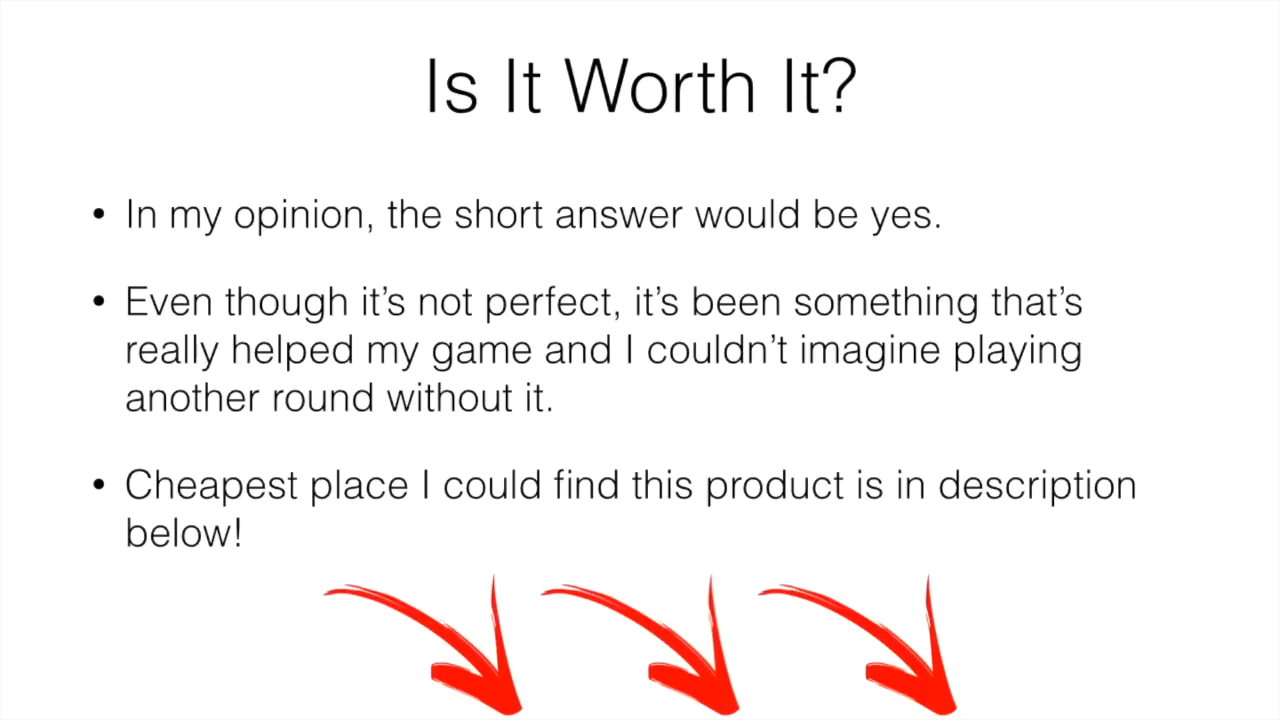 Is It Worth It?
• In my opinion, the short answer would be yes.
• Even though it’s not perfect, it’s been something that’s
really helped my game and I couldn’t imagine playing
another round without it.
• Cheapest place I could find this product is in description
below!